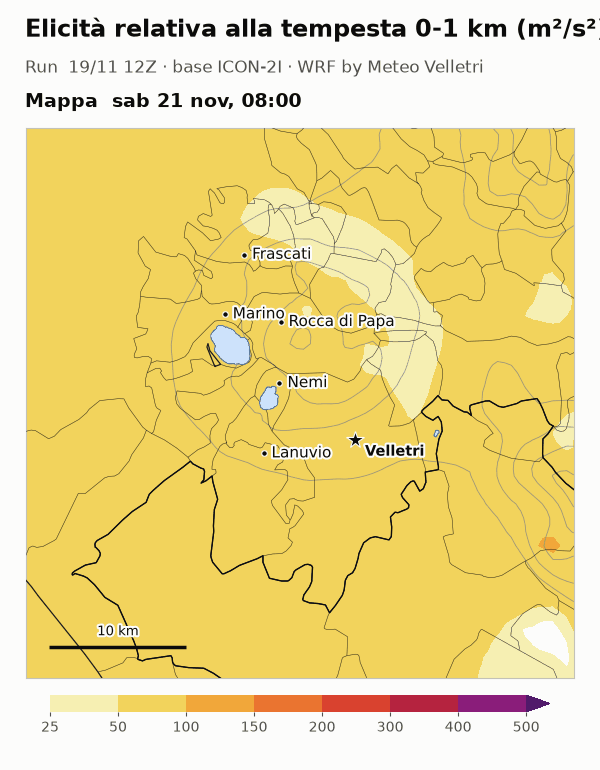 Elicità relativa alla tempesta 0-1 km (m²/s²)
Run 19/11 12Z · base ICON-2I · WRF by Meteo Velletri
Mappa sab 21 nov, 08:00
Frascati
Marino
Rocca di Papa
Nemi
Velletri
Lanuvio
10 km
25 50 100 150 200 300 400 500